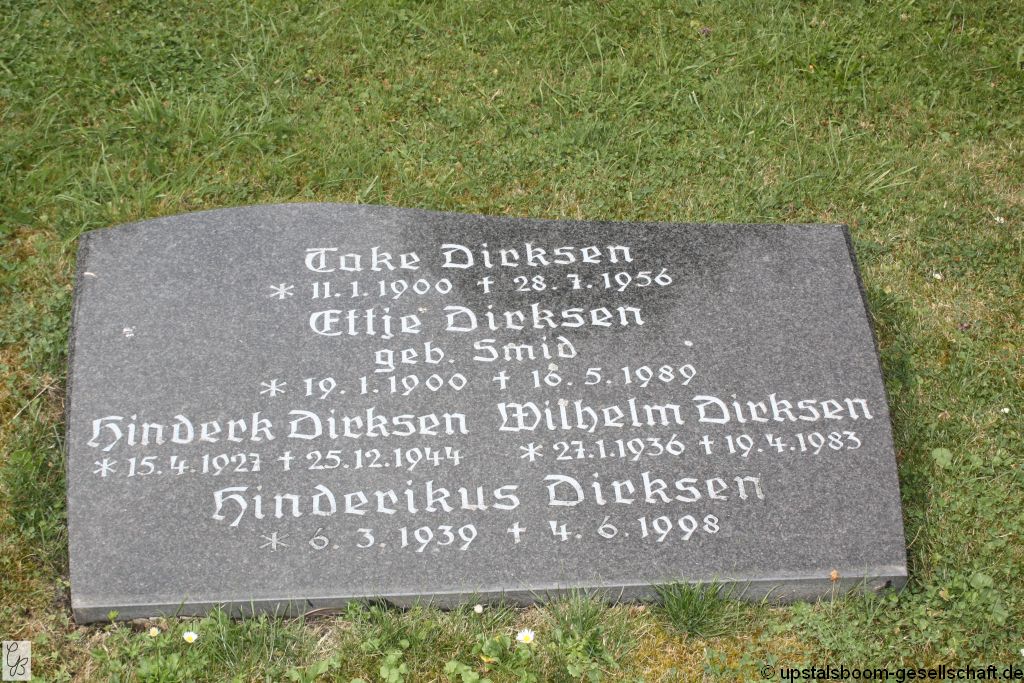 Take Dirksen
* 11. 1. 1900 † 28. 7. 1956
Ettje Dirksen
geb. Smid
* 19. 1. 1900 † 16. 5. 1989
Hinderk Dirksen Wilhelm Dirksen
* 15. 4. 1927 † 25. 12. 1944 * 27. 1. 1936 † 19. 4. 1983
Hinderikus Dirksen
* 6. 3. 1939 † 4. 6. 1998
© upstalsboom-gesellschaft.de